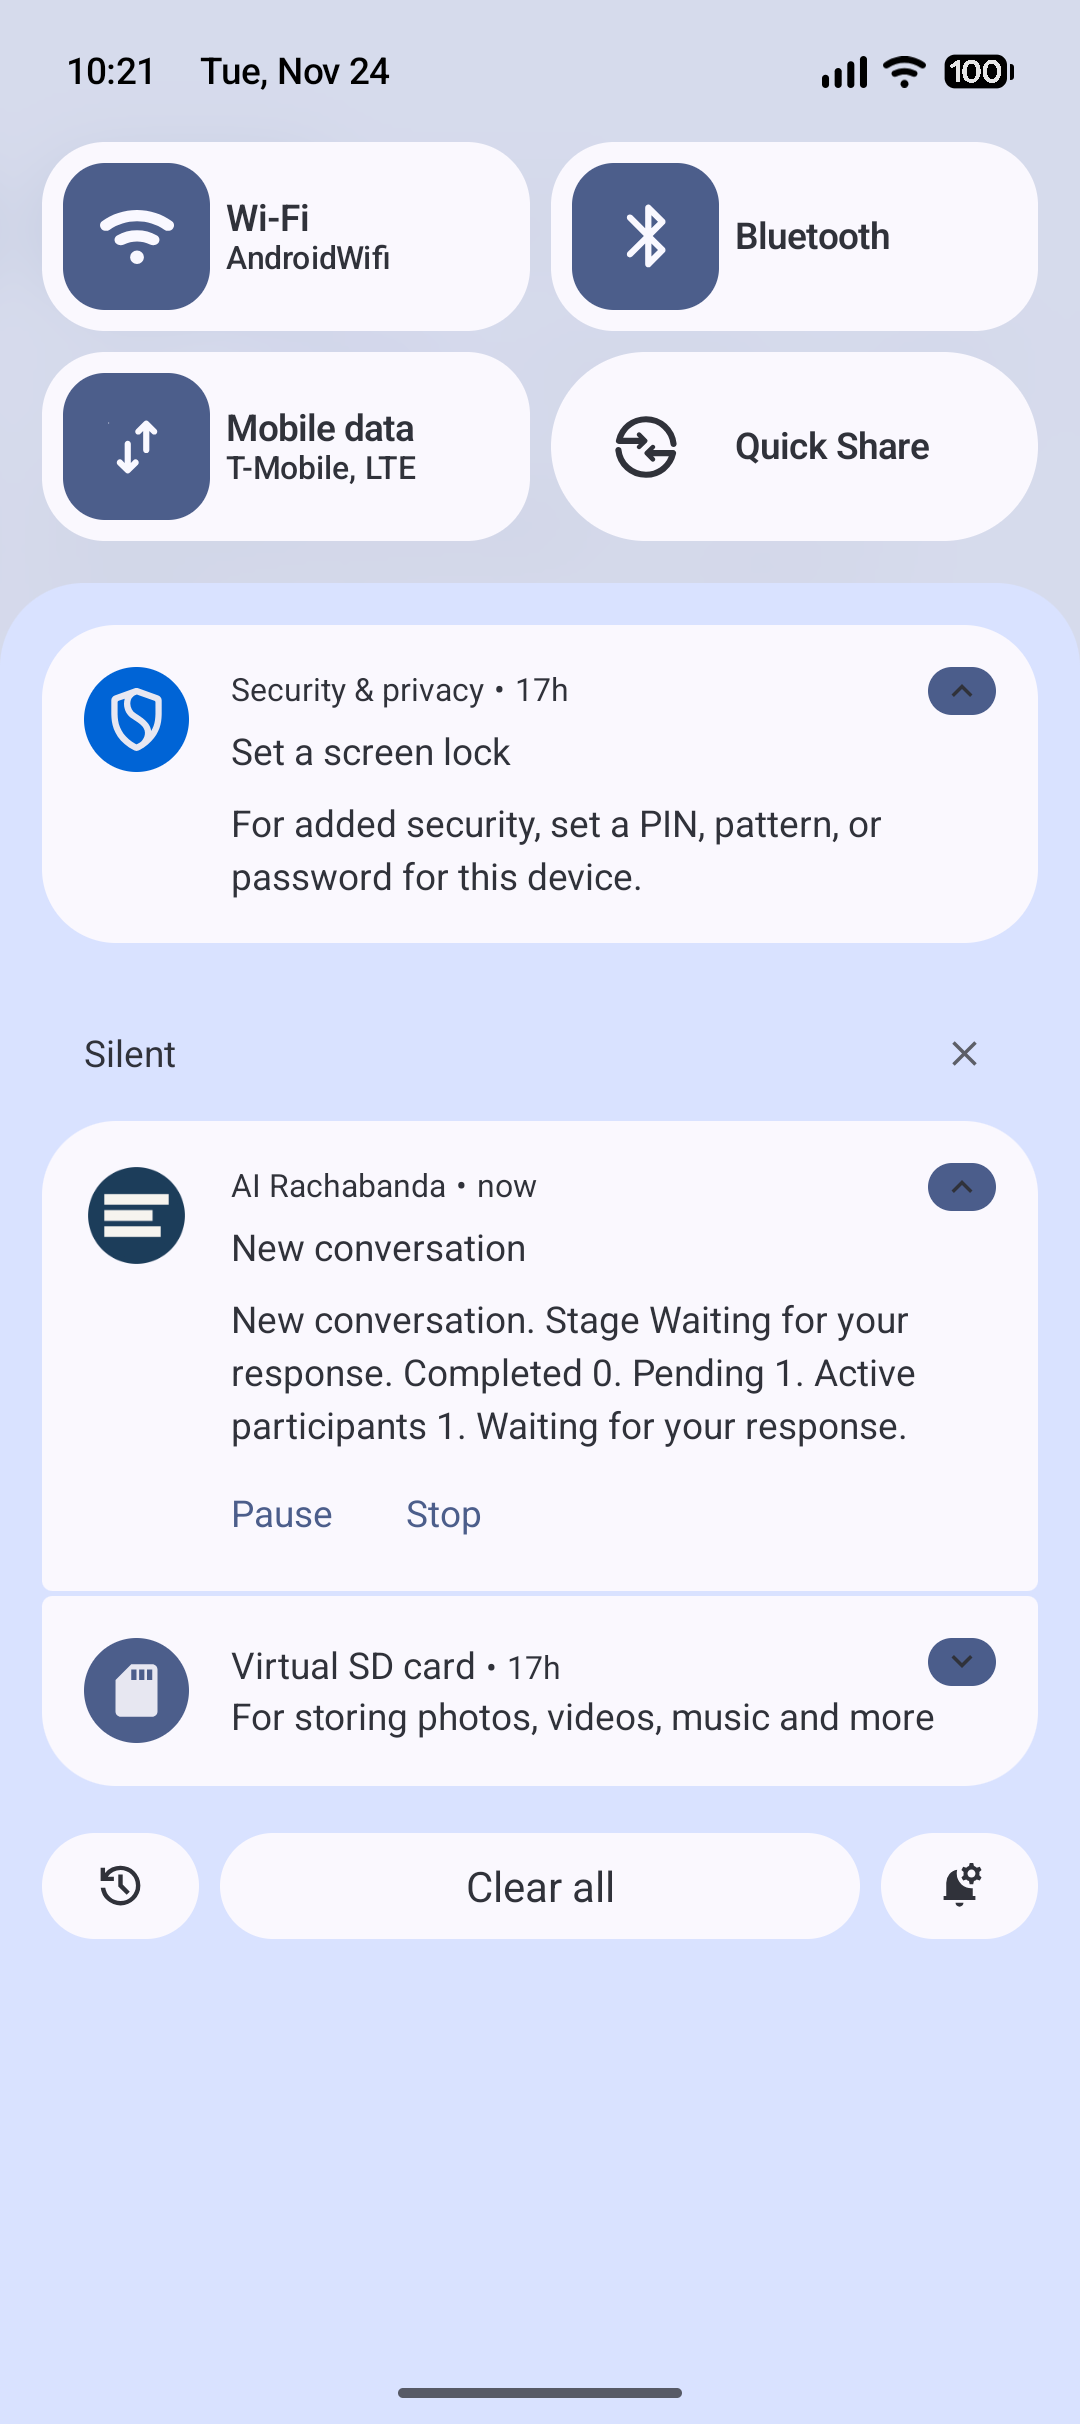 10:21 Tue, Nov 24 100
Wi-Fi
AndroidWifi
Bluetooth
Mobile data
T-Mobile, LTE
Quick Share
Security & privacy • 17h
Set a screen lock
For added security, set a PIN, pattern, or
password for this device.
Silent
AI Rachabanda • now
New conversation
New conversation. Stage Waiting for your
response. Completed 0. Pending 1. Active
participants 1. Waiting for your response.
Pause Stop
Virtual SD card • 17h
For storing photos, videos, music and more
Clear all